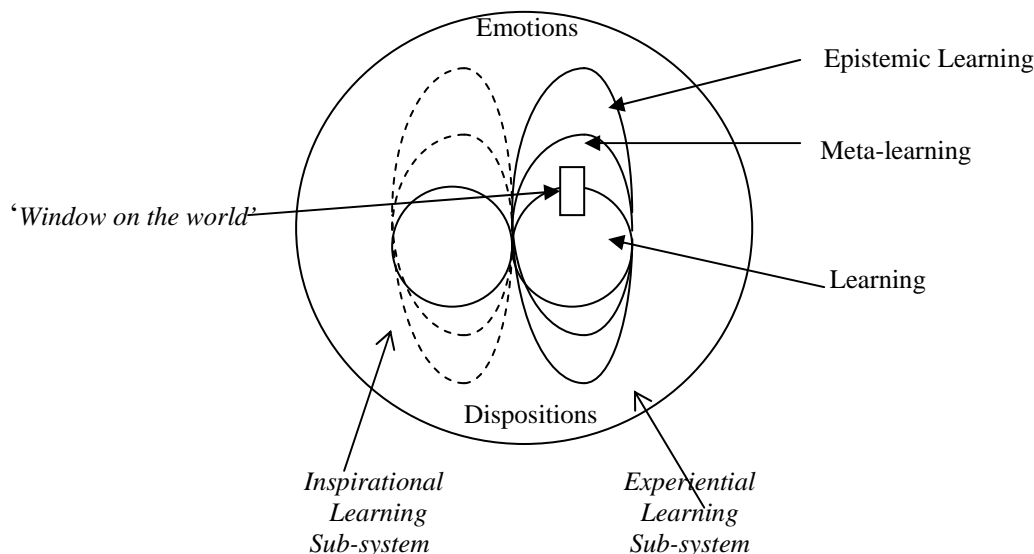 Emotions
Epistemic Learning
Meta-learning
‘Window on the world’
Learning
Dispositions
Inspirational
Learning
Sub-system
Experiential
Learning
Sub-system